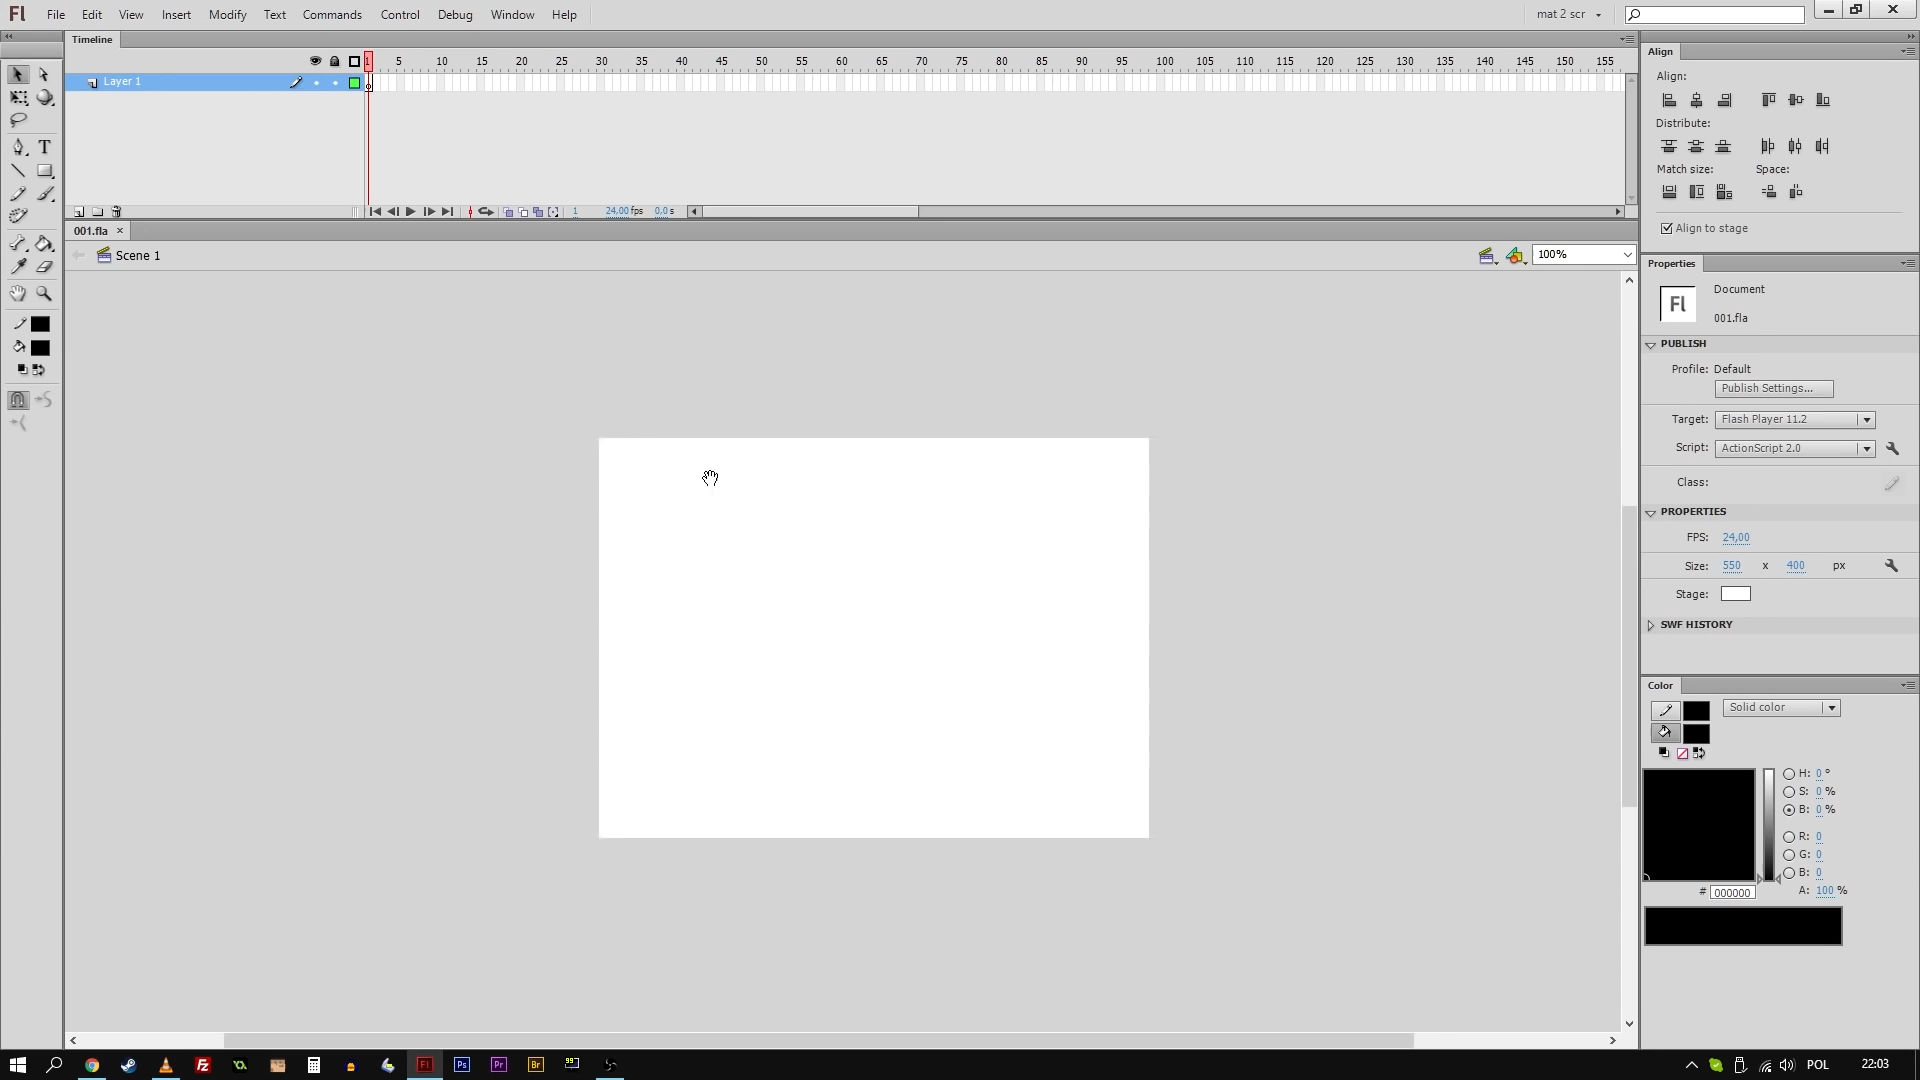 Fl File Edit View Insert Modify Text Commands Control Debug Window Help mat 2 scr
Timeline
1 5 10 15 20 25 30 35 40 45 50 55 60 65 70 75 80 85 90 95 100 105 110 115 120 125 130 135 140 145 150 155
Layer 1
1 24,00 fps 0,0 s
001.fla ×
Scene 1
100%
T
Align
Align:
Distribute:
Match size: Space:
Align to stage
Properties
Fl
Document
001.fla
PUBLISH
Profile: Default
Publish Settings...
Target: Flash Player 11.2
Script: ActionScript 2.0
Class:
PROPERTIES
FPS: 24,00
Size: 550 x 400 px
Stage:
SWF HISTORY
Color
Solid color
H: 0 °
S: 0 %
B: 0 %
R: 0
G: 0
B: 0
# 000000
A: 100 %
Fl Ps Pr Br 99 POL 22:03